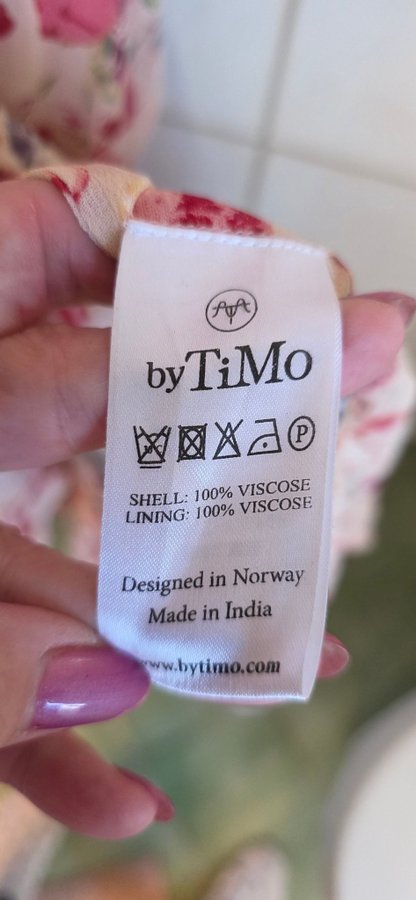 byTiMo
P
SHELL: 100% VISCOSE
LINING: 100% VISCOSE
Designed in Norway
Made in India
www.bytimo.com